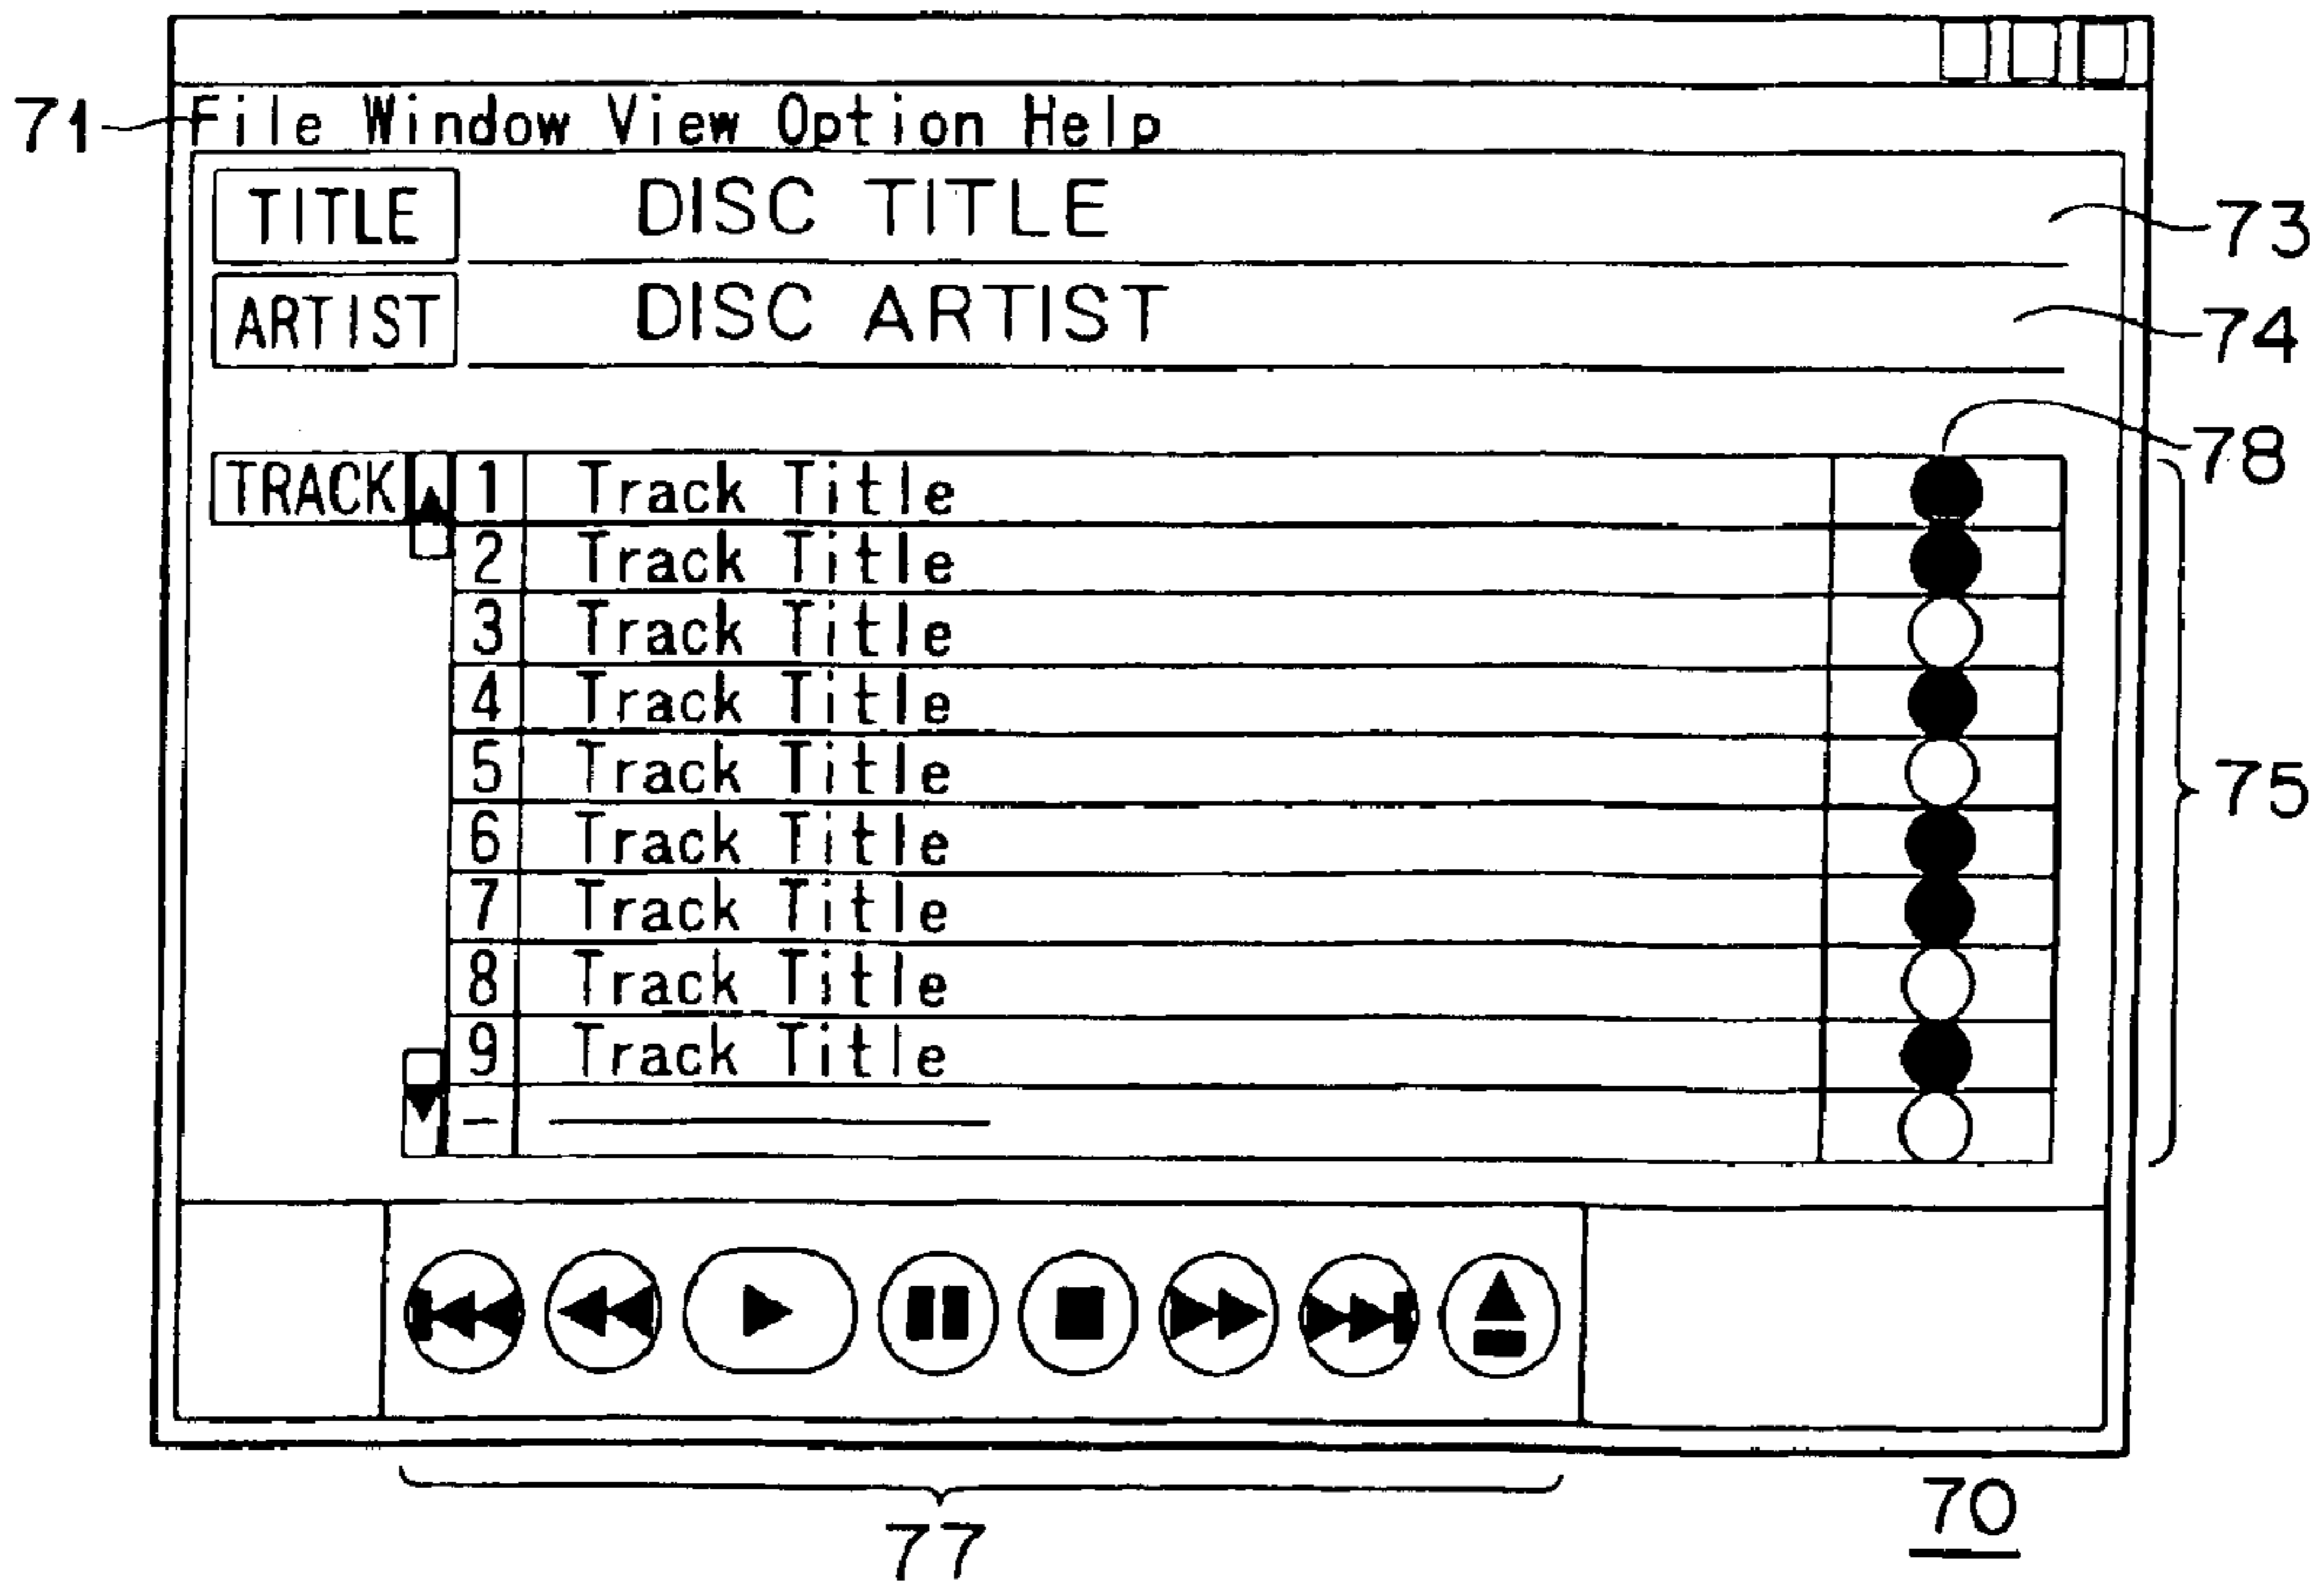 71
File Window View Option Help
TITLE DISC TITLE
73
ARTIST DISC ARTIST
74
78
TRACK 1 Track Title
2 Track Title
3 Track Title
4 Track Title
5 Track Title
75
6 Track Title
7 Track Title
8 Track Title
9 Track Title
-
77
70